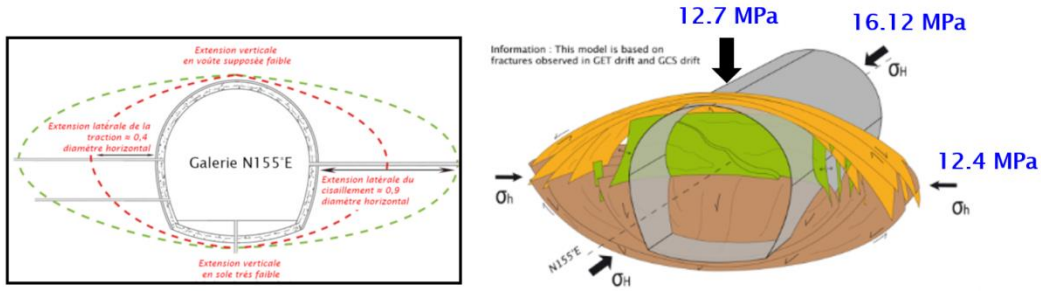 Extension verticale
en voûte supposée faible
Extension latérale de la
traction ≈ 0,4
diamètre horizontal
Galerie N155°E
Extension latérale du
cisaillement ≈ 0,9
diamètre horizontal
Extension verticale
en sole très faible
12.7 MPa
16.12 MPa
Information : This model is based on
fractures observed in GET drift and GCS drift
σH
12.4 MPa
σh
σh
N155°E
σH